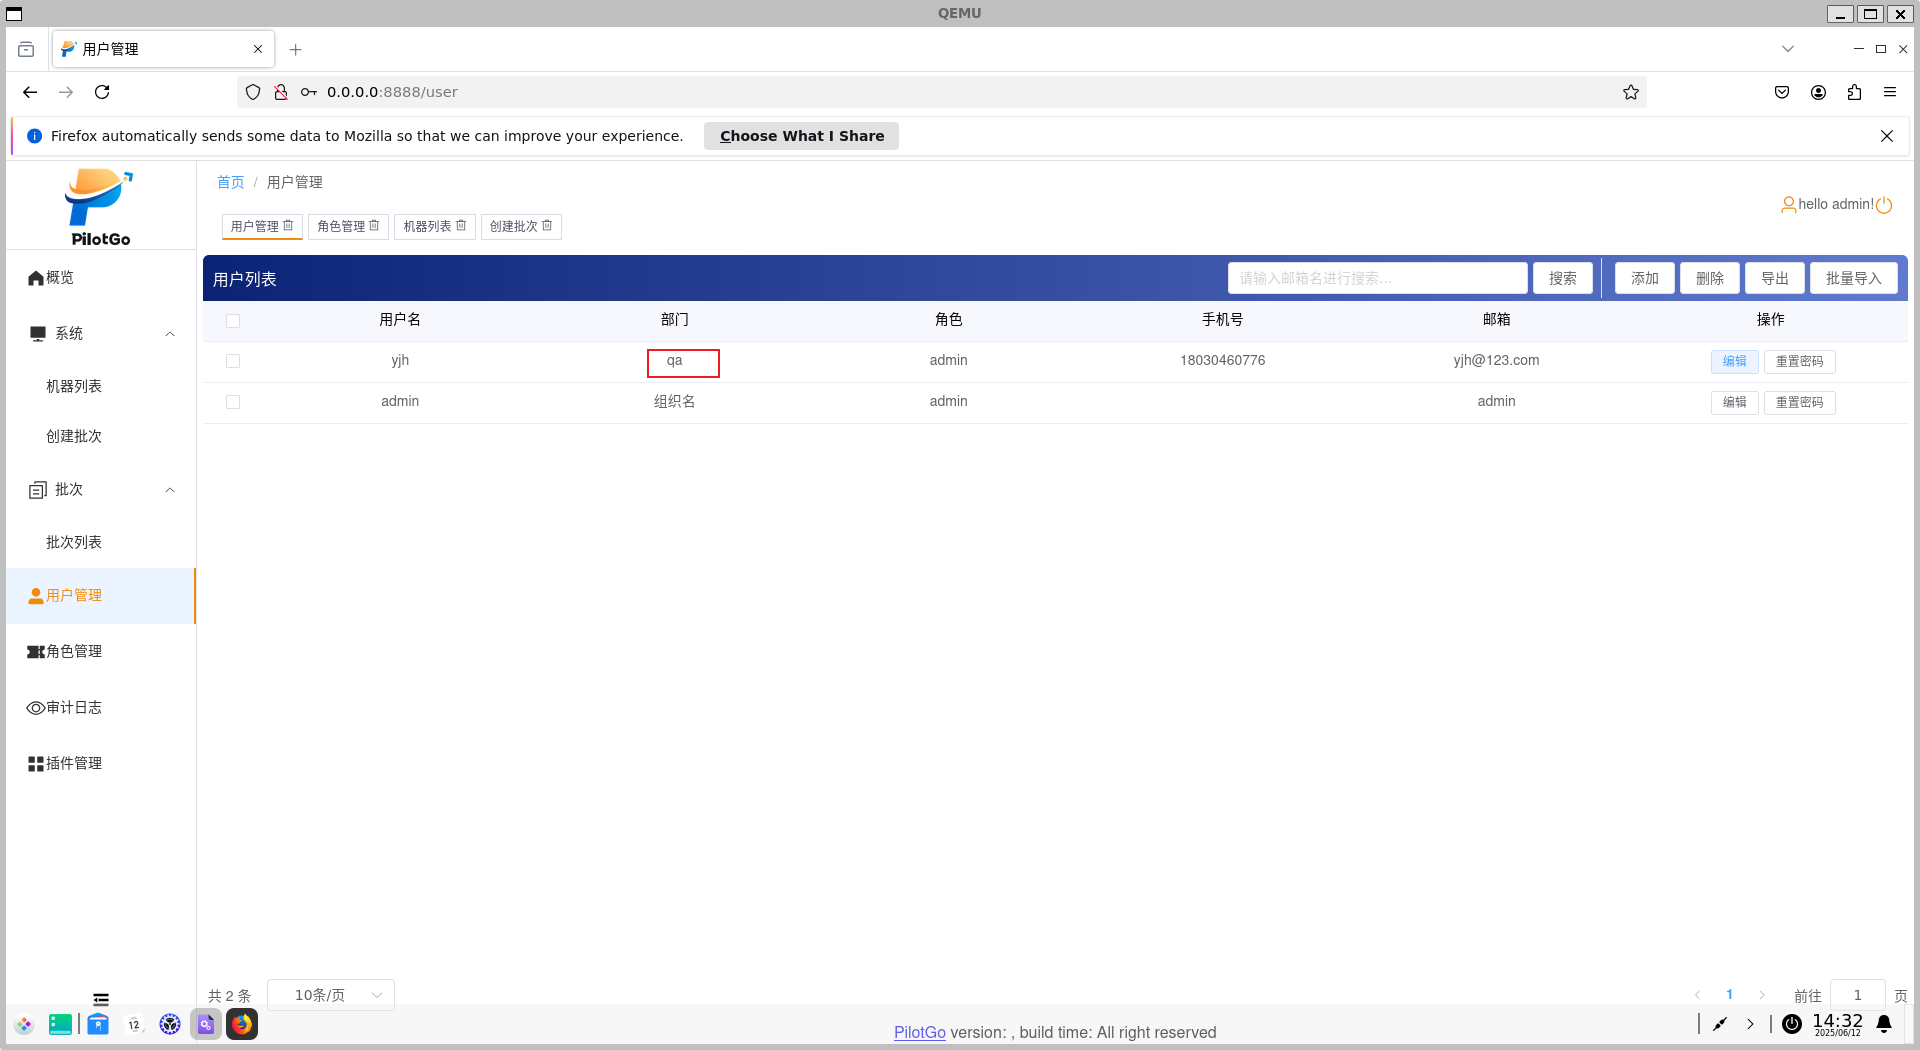 QEMU
用户管理
0.0.0.0:8888/user
Firefox automatically sends some data to Mozilla so that we can improve your experience. Choose What I Share
PilotGo
首页 / 用户管理
hello admin!
用户管理 角色管理 机器列表 创建批次
用户列表 请输入邮箱名进行搜索... 搜索 添加 删除 导出 批量导入
用户名 部门 角色 手机号 邮箱 操作
yjh qa admin 18030460776 yjh@123.com 编辑 重置密码
admin 组织名 admin admin 编辑 重置密码
概览
系统
机器列表
创建批次
批次
批次列表
用户管理
角色管理
审计日志
插件管理
共 2 条 10条/页 1 前往 1 页
12
PilotGo version: , build time: All right reserved
14:32
2025/06/12